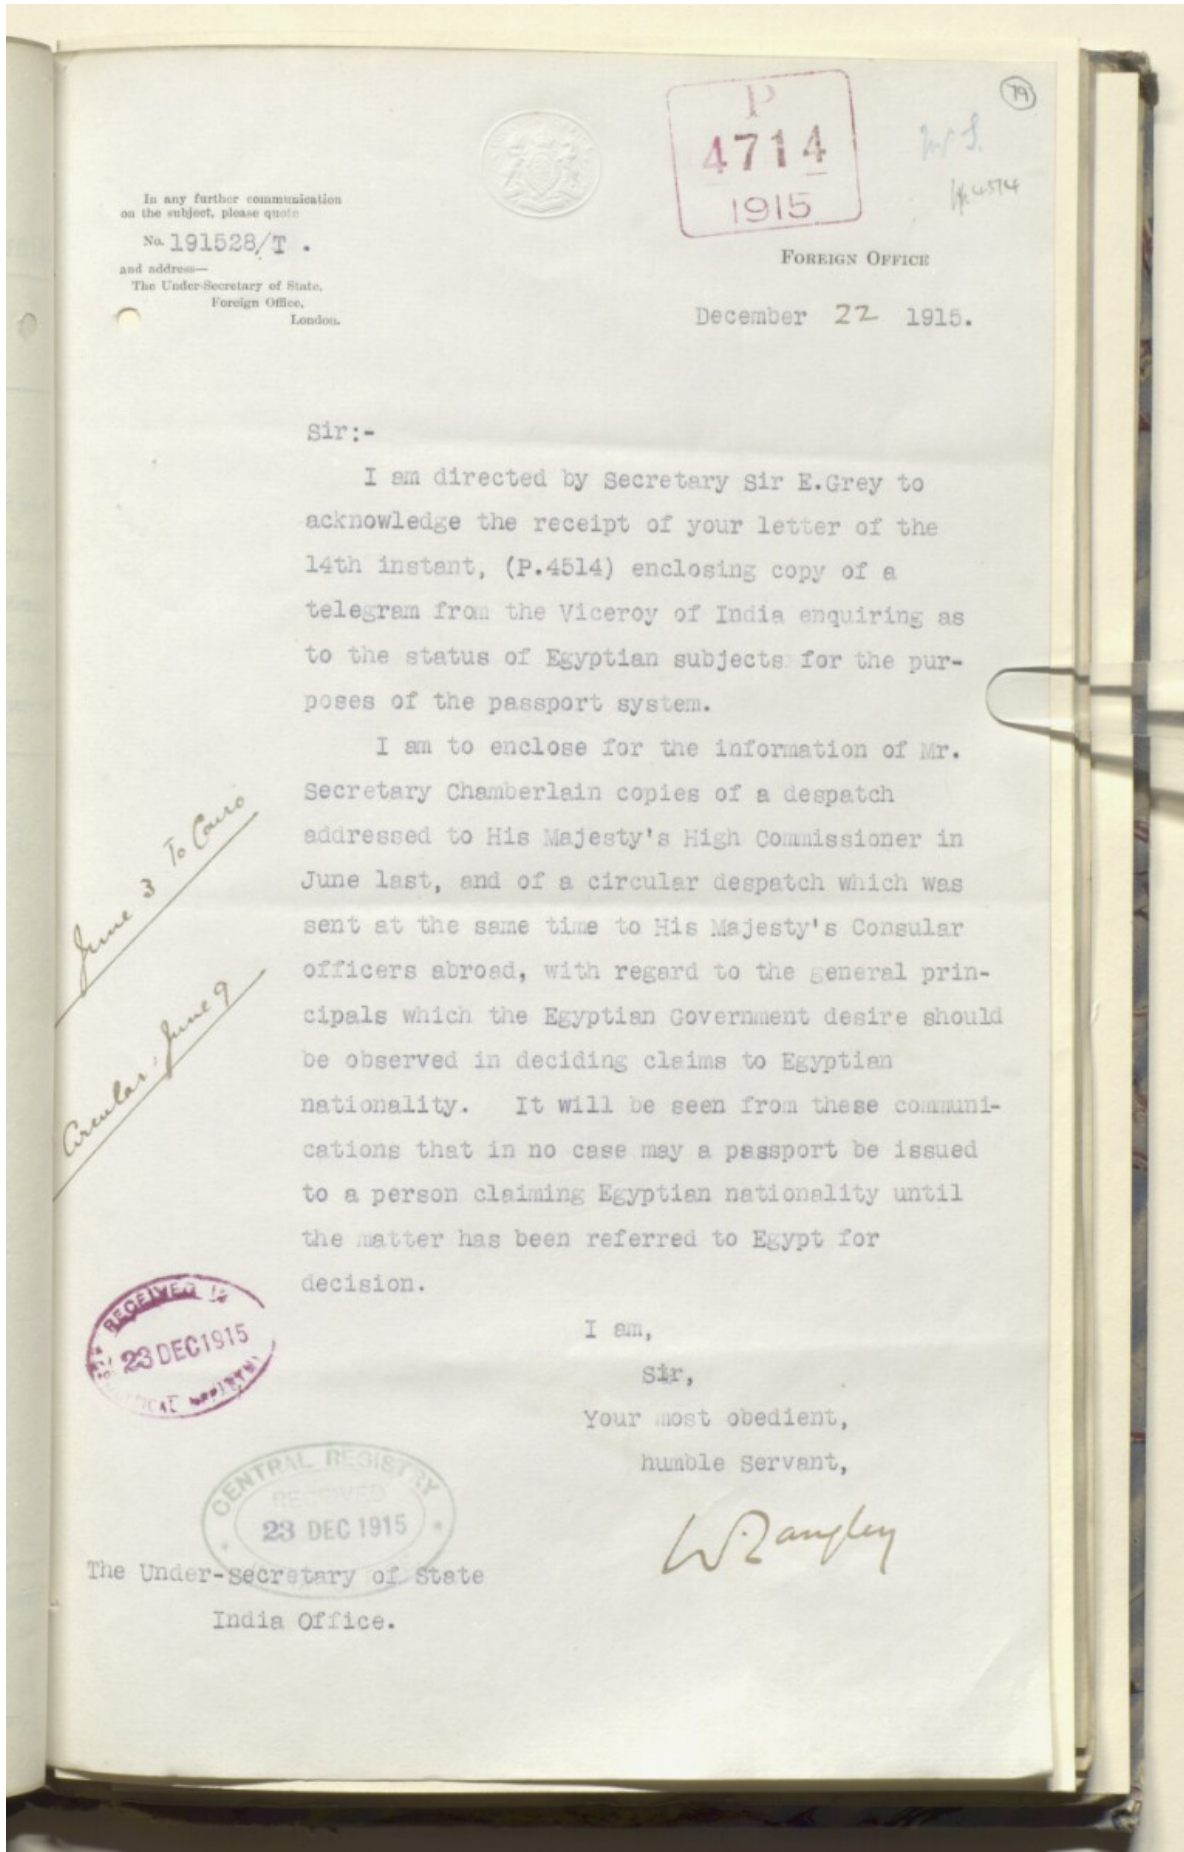 79
P
4714
1915
In any further communication
on the subject, please quote
No. 191528/T .
and address—
The Under-Secretary of State,
Foreign Office,
London.
FOREIGN OFFICE
December 22 1915.
Sir:-
I am directed by Secretary Sir E.Grey to
acknowledge the receipt of your letter of the
14th instant, (P.4514) enclosing copy of a
telegram from the Viceroy of India enquiring as
to the status of Egyptian subjects for the pur-
poses of the passport system.
I am to enclose for the information of Mr.
Secretary Chamberlain copies of a despatch
addressed to His Majesty's High Commissioner in
June last, and of a circular despatch which was
sent at the same time to His Majesty's Consular
officers abroad, with regard to the general prin-
cipals which the Egyptian Government desire should
be observed in deciding claims to Egyptian
nationality. It will be seen from these communi-
cations that in no case may a passport be issued
to a person claiming Egyptian nationality until
the matter has been referred to Egypt for
decision.
June 3 To Cairo
Circular: June 9
I am,
Sir,
Your most obedient,
humble Servant,
W. Langley
RECEIVED
23 DEC 1915
CENTRAL REGISTRY
RECEIVED
23 DEC 1915
The Under-Secretary of State
India Office.